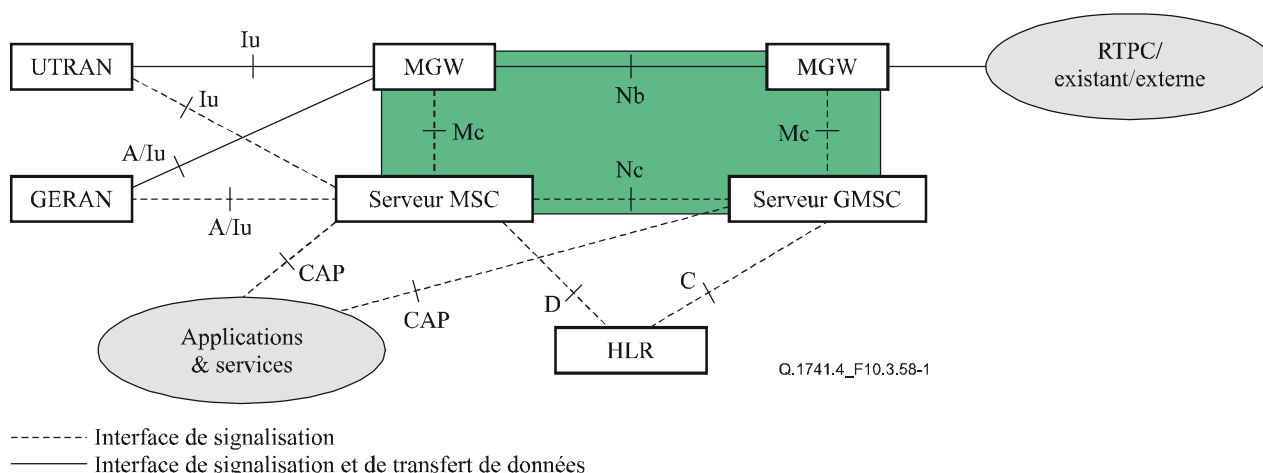 Iu
UTRAN
MGW
MGW
RTPC/
existant/externe
Nb
Iu
Mc
Mc
A/Iu
Nc
GERAN
Serveur MSC
Serveur GMSC
A/Iu
CAP
D
C
CAP
Applications
& services
HLR
Q.1741.4_F10.3.58-1
Interface de signalisation
Interface de signalisation et de transfert de données